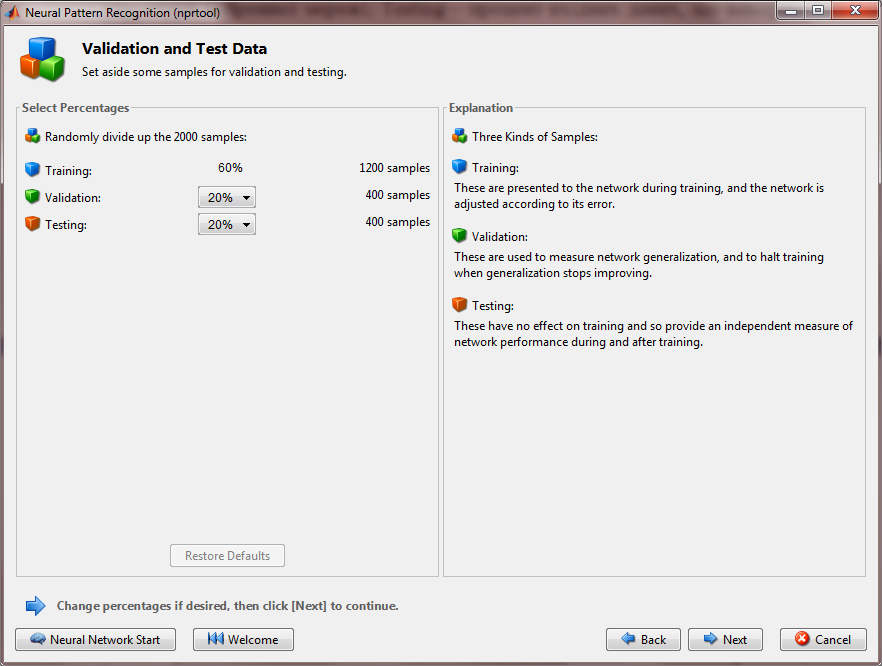 Neural Pattern Recognition (nprtool)
Validation and Test Data
Set aside some samples for validation and testing.
Select Percentages
Randomly divide up the 2000 samples:
Training: 60% 1200 samples
Validation: 20% 400 samples
Testing: 20% 400 samples
Restore Defaults
Explanation
Three Kinds of Samples:
Training:
These are presented to the network during training, and the network is
adjusted according to its error.
Validation:
These are used to measure network generalization, and to halt training
when generalization stops improving.
Testing:
These have no effect on training and so provide an independent measure of
network performance during and after training.
Change percentages if desired, then click [Next] to continue.
Neural Network Start
Welcome
Back
Next
Cancel